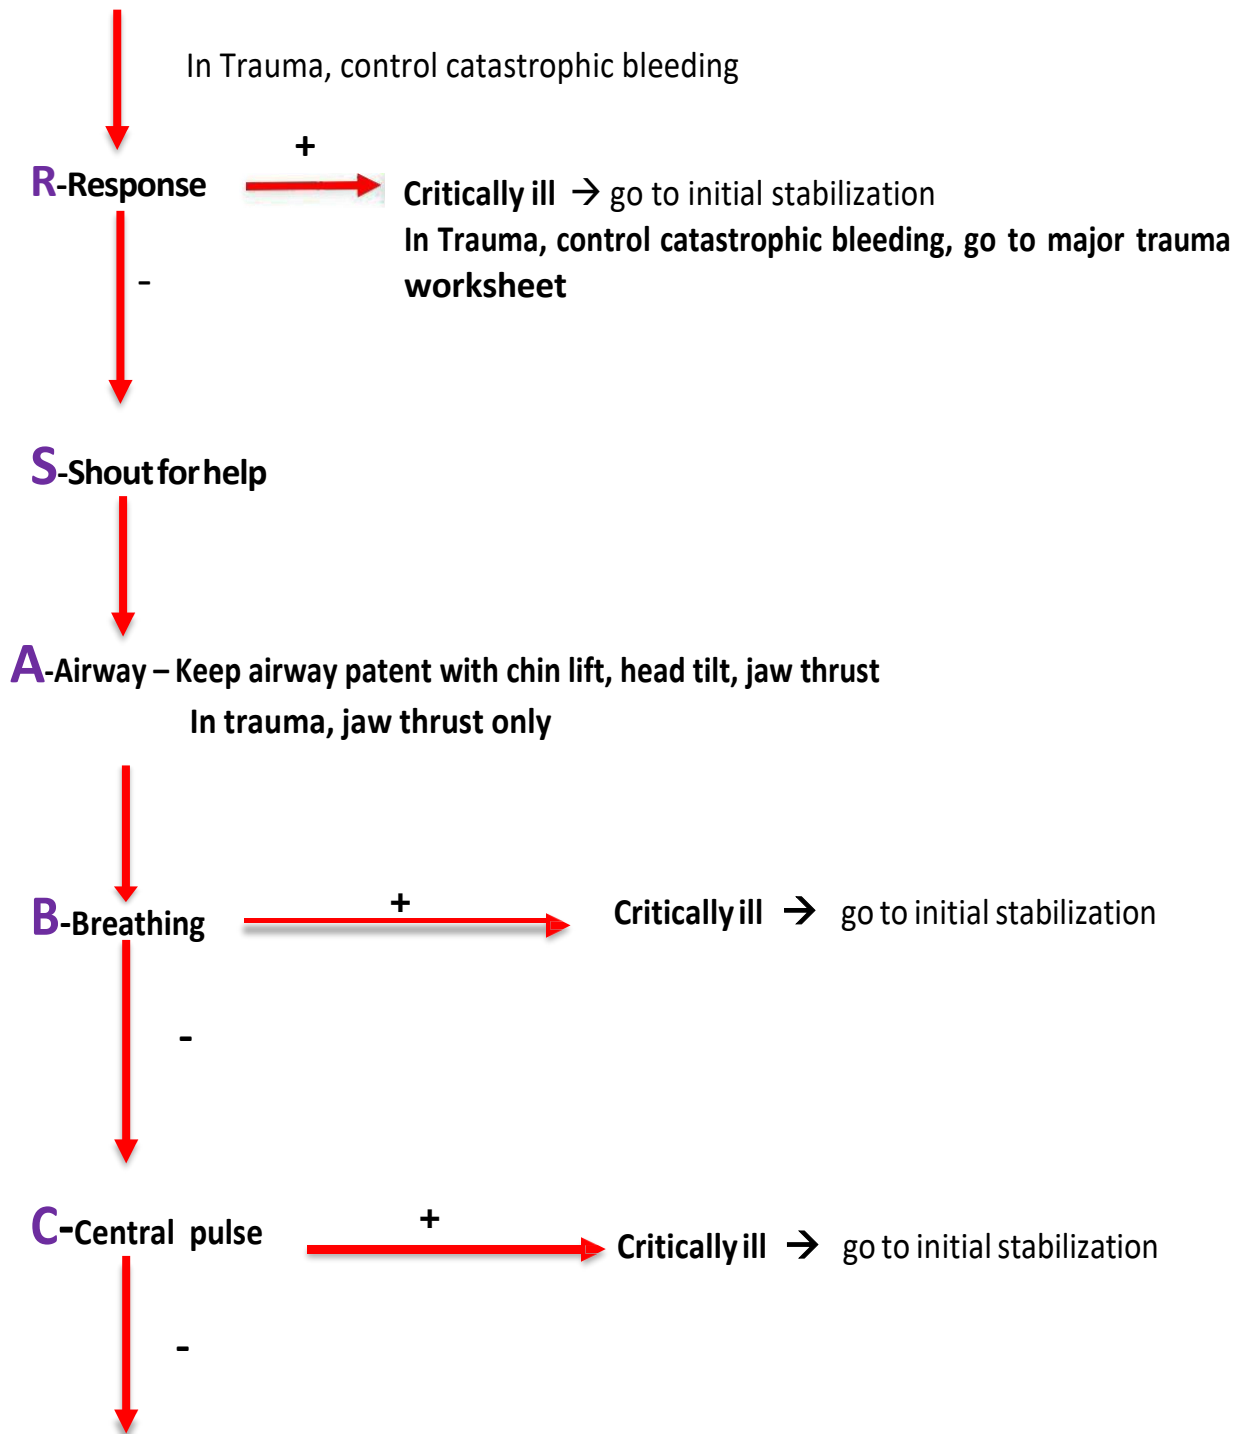 In Trauma, control catastrophic bleeding
+
R-Response
Critically ill → go to initial stabilization
In Trauma, control catastrophic bleeding, go to major trauma
worksheet
-
S-Shout for help
A-Airway – Keep airway patent with chin lift, head tilt, jaw thrust
In trauma, jaw thrust only
+
B-Breathing
Critically ill → go to initial stabilization
-
+
C-Central pulse
Critically ill → go to initial stabilization
-